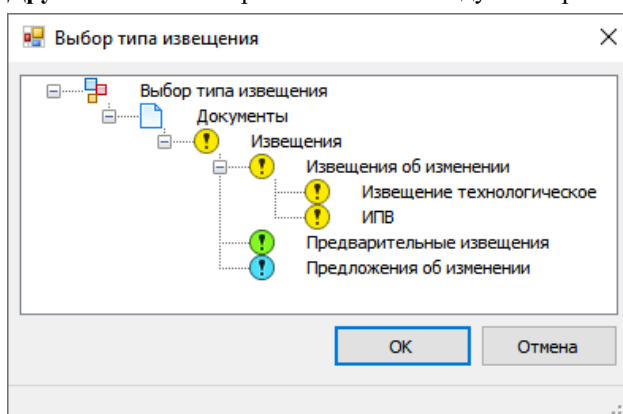 Выбор типа извещения
Выбор типа извещения
Документы
Извещения
Извещения об изменении
Извещение технологическое
ИПВ
Предварительные извещения
Предложения об изменении
ОК Отмена